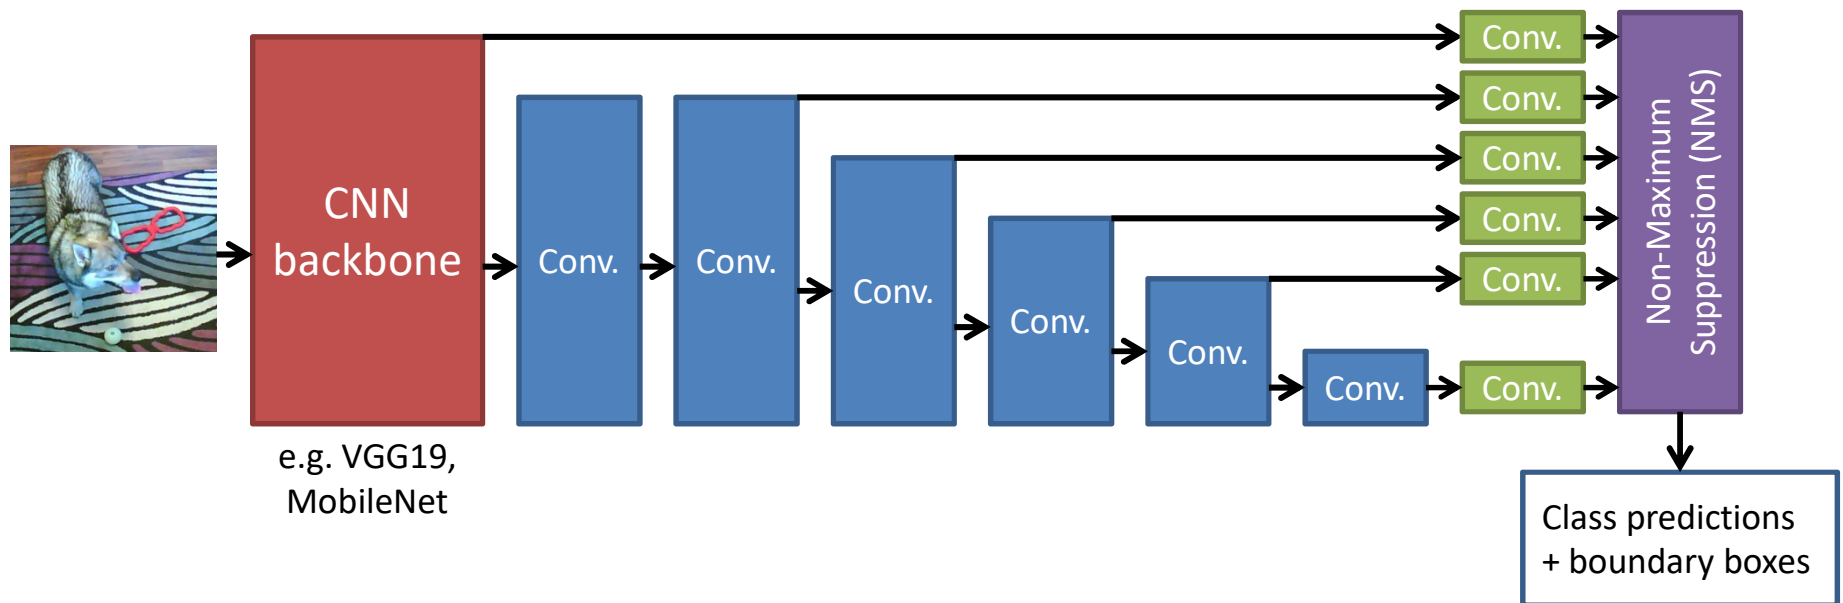 CNN
backbone
e.g. VGG19,
MobileNet
Conv.
Conv.
Conv.
Conv.
Conv.
Conv.
Conv.
Conv.
Conv.
Conv.
Conv.
Conv.
Non-Maximum
Suppression (NMS)
Class predictions
+ boundary boxes